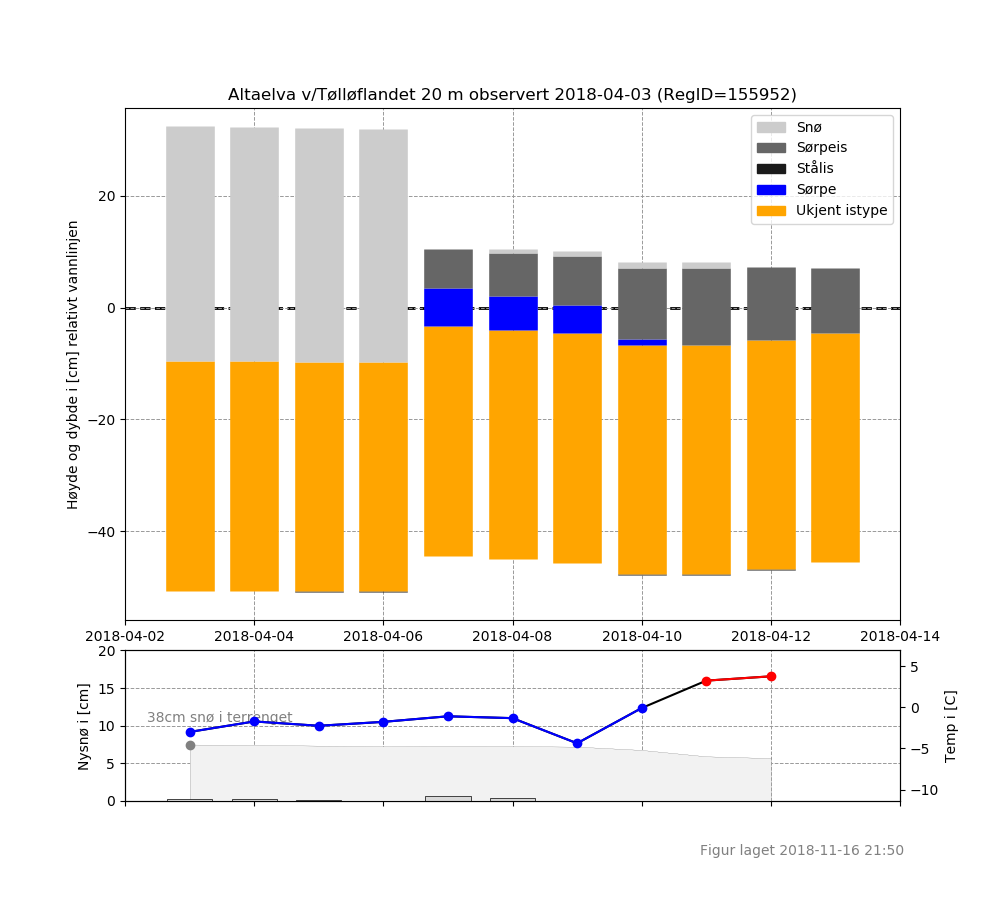 Altaelva v/Tølløflandet 20 m observert 2018-04-03 (RegID=155952)
Snø
Sørpeis
Stålis
Sørpe
Ukjent istype
Høyde og dybde i [cm] relativt vannlinjen
20
0
−20
−40
2018-04-02 2018-04-04 2018-04-06 2018-04-08 2018-04-10 2018-04-12 2018-04-14
Nysnø i [cm]
20
15
10
5
0
38cm snø i terrenget
5
0
−5
−10
Temp i [C]
Figur laget 2018-11-16 21:50